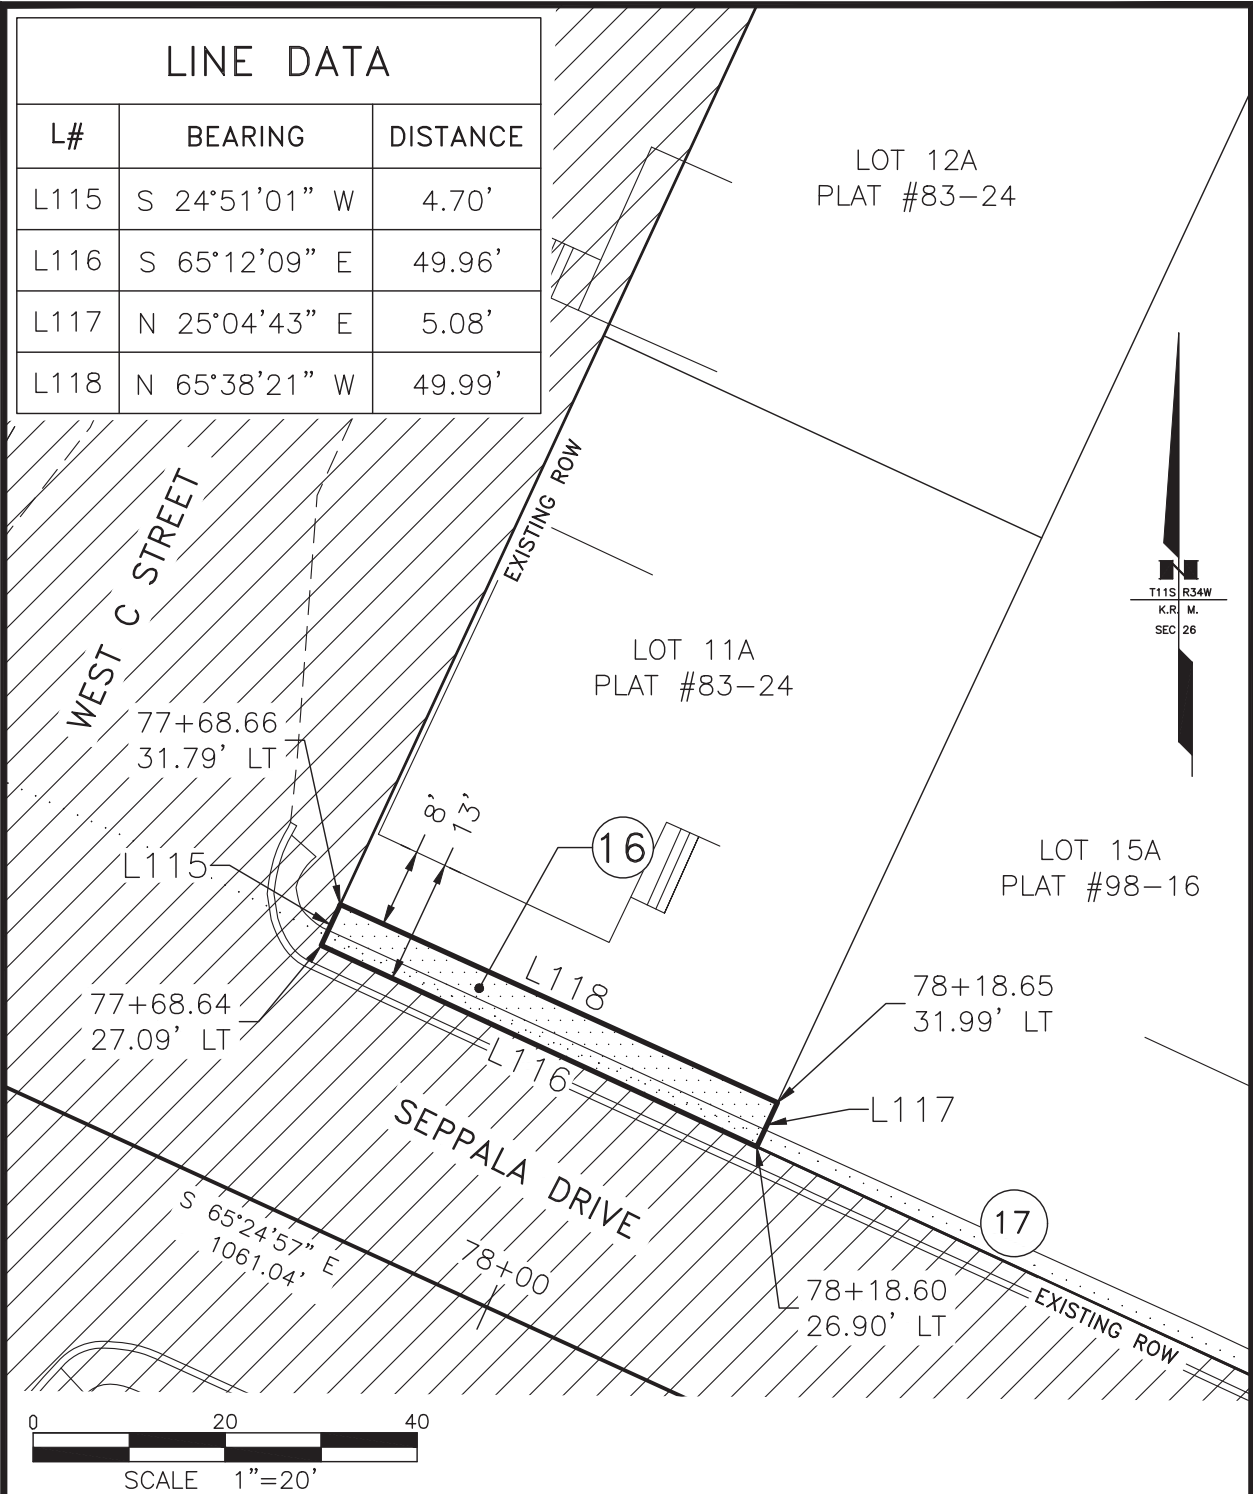 LINE DATA
L# BEARING DISTANCE
L115 S 24°51'01" W 4.70'
L116 S 65°12'09" E 49.96'
L117 N 25°04'43" E 5.08'
L118 N 65°38'21" W 49.99'
LOT 12A
PLAT #83-24
EXISTING ROW
WEST C STREET
N
T11S R34W
K.R. M.
SEC 26
LOT 11A
PLAT #83-24
77+68.66
31.79' LT
8'
13'
16
L115
LOT 15A
PLAT #98-16
L118
77+68.64
27.09' LT
78+18.65
31.99' LT
L116
L117
SEPPALA DRIVE
S 65°24'57" E
1061.04'
78+00
17
78+18.60
26.90' LT
EXISTING ROW
0 20 40
SCALE 1"=20'